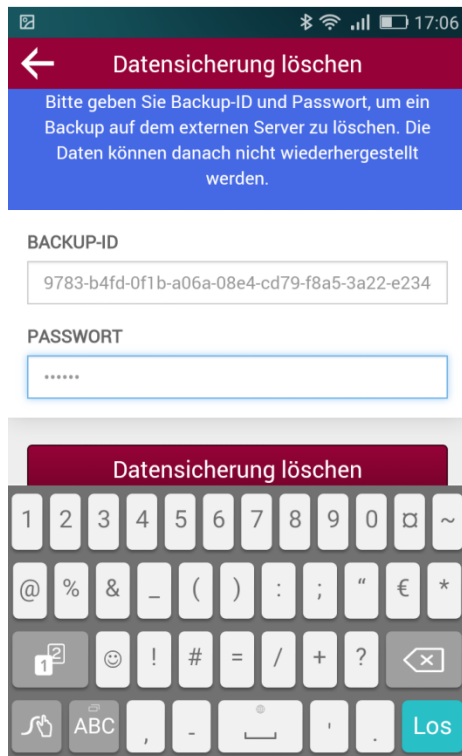 17:06
Datensicherung löschen
Bitte geben Sie Backup-ID und Passwort, um ein
Backup auf dem externen Server zu löschen. Die
Daten können danach nicht wiederhergestellt
werden.
BACKUP-ID
9783-b4fd-0f1b-a06a-08e4-cd79-f8a5-3a22-e234
PASSWORT
••••••
Datensicherung löschen
1 2 3 4 5 6 7 8 9 0 ¤ ~
@ % & _ ( ) : ; “ € *
1 2 ! # = / + ?
ABC , - ' . Los